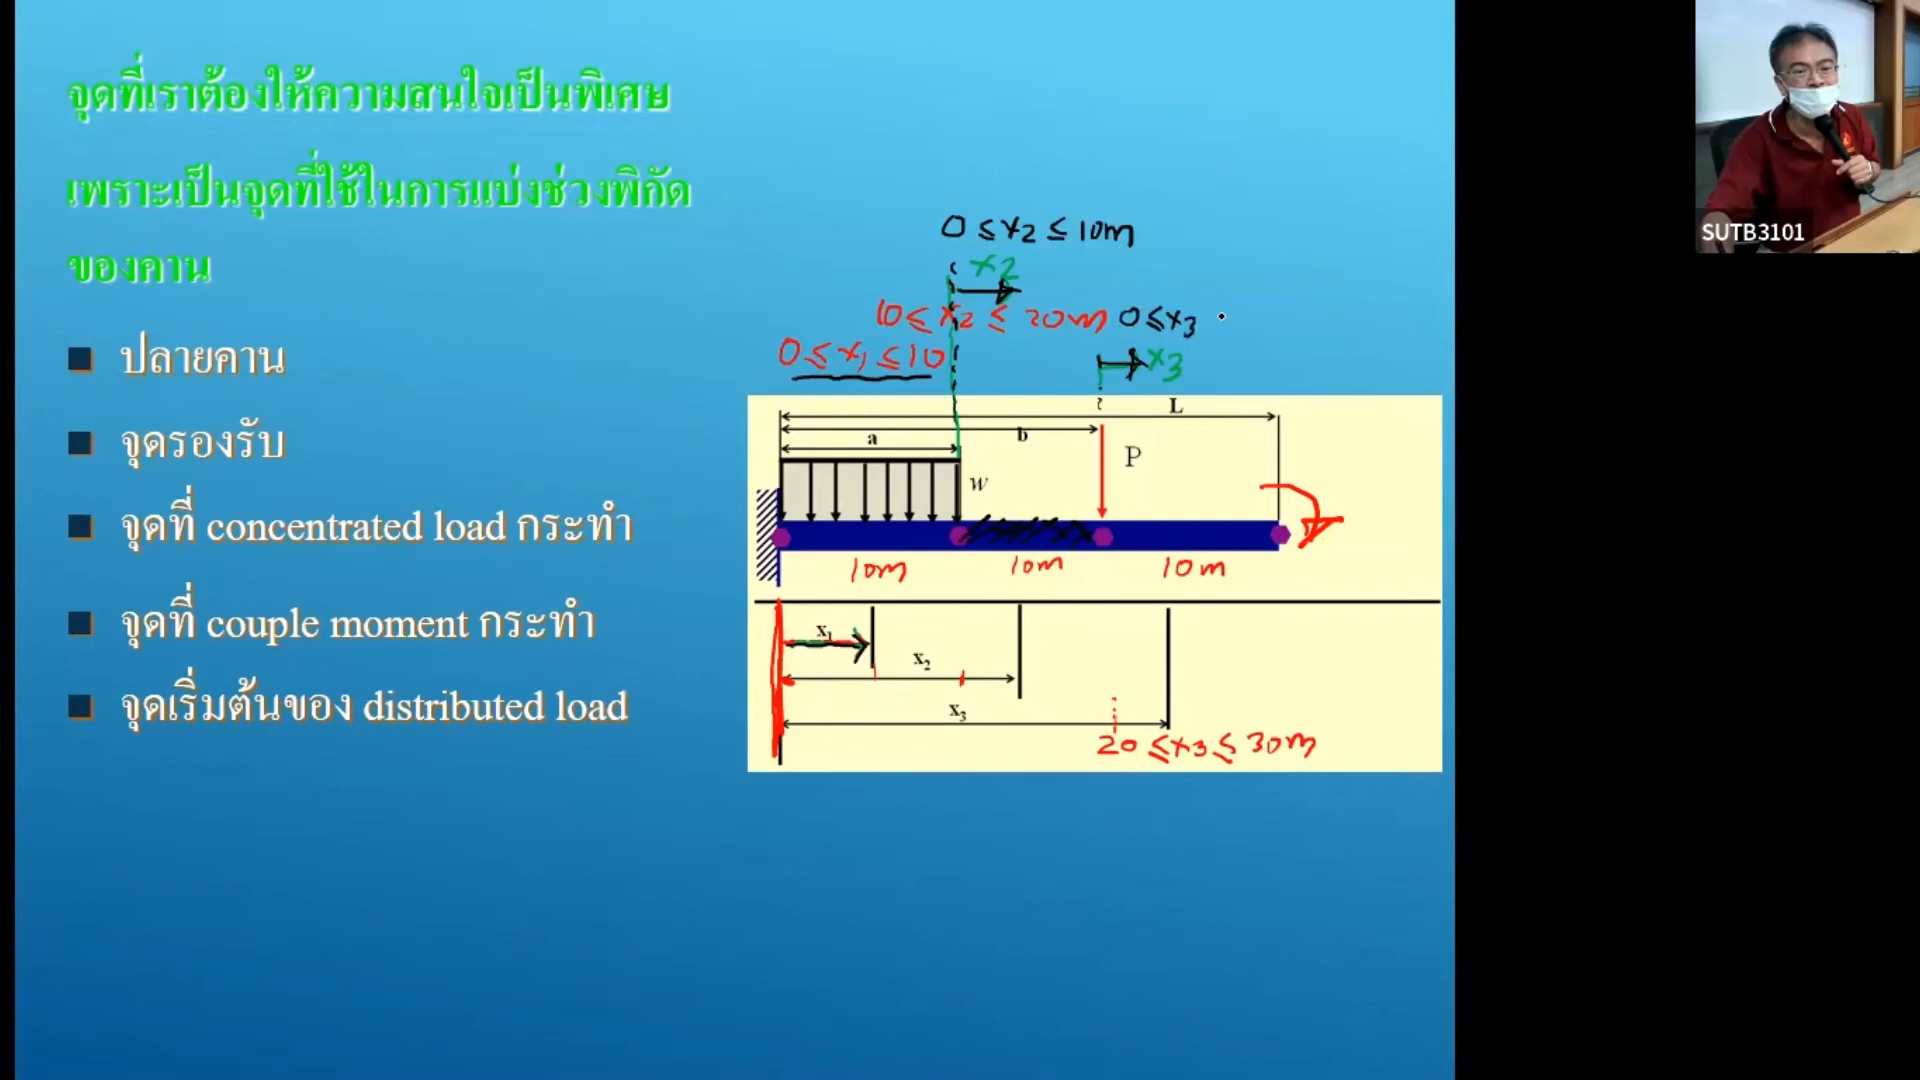 จุดที่เราต้องให้ความสนใจเป็นพิเศษ
เพราะเป็นจุดที่ใช้ในการแบ่งช่วงพิกัด
ของคาน
ปลายคาน
จุดรองรับ
จุดที่ concentrated load กระทำ
จุดที่ couple moment กระทำ
จุดเริ่มต้นของ distributed load
0 ≤ x2 ≤ 10m
x2
10 ≤ x2 ≤ 20m 0 ≤ x3
0 ≤ x1 ≤ 10
x3
L
a b
P
w
10m 10m 10m
x1
x2
x3
20 ≤ x3 ≤ 30m
SUTB3101